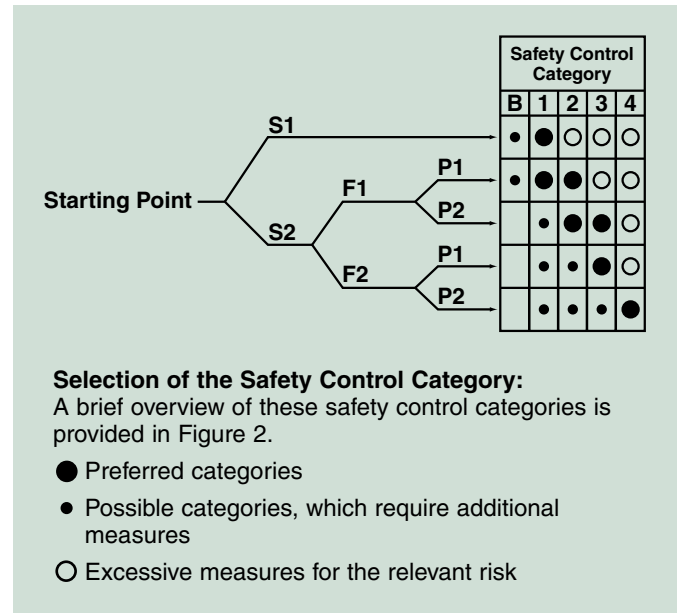 Safety Control
Category
B 1 2 3 4
S1
P1
F1
Starting Point
P2
S2
P1
F2
P2
Selection of the Safety Control Category:
A brief overview of these safety control categories is
provided in Figure 2.
Preferred categories
Possible categories, which require additional
measures
Excessive measures for the relevant risk